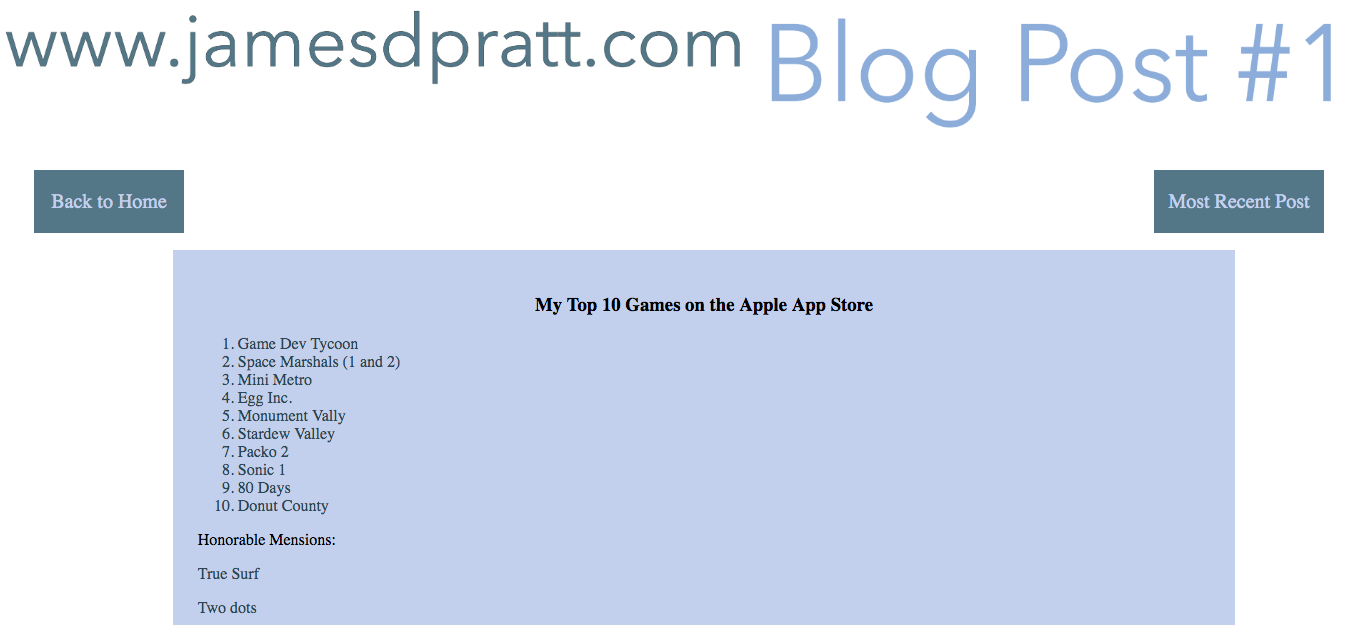 www.jamesdpratt.com Blog Post #1
Back to Home
Most Recent Post
My Top 10 Games on the Apple App Store
1. Game Dev Tycoon
2. Space Marshals (1 and 2)
3. Mini Metro
4. Egg Inc.
5. Monument Vally
6. Stardew Valley
7. Packo 2
8. Sonic 1
9. 80 Days
10. Donut County
Honorable Mensions:
True Surf
Two dots